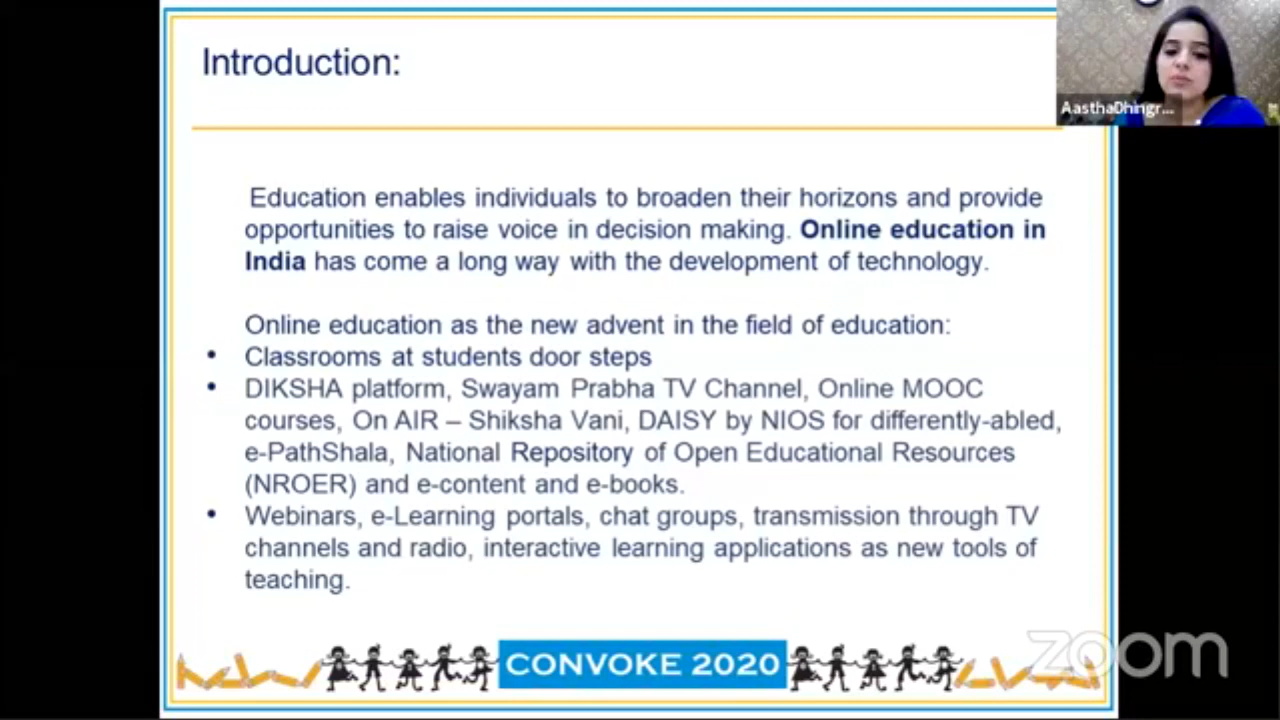 Introduction:
AasthaDhingr...
Education enables individuals to broaden their horizons and provide
opportunities to raise voice in decision making. Online education in
India has come a long way with the development of technology.
Online education as the new advent in the field of education:
• Classrooms at students door steps
• DIKSHA platform, Swayam Prabha TV Channel, Online MOOC
courses, On AIR – Shiksha Vani, DAISY by NIOS for differently-abled,
e-PathShala, National Repository of Open Educational Resources
(NROER) and e-content and e-books.
• Webinars, e-Learning portals, chat groups, transmission through TV
channels and radio, interactive learning applications as new tools of
teaching.
CONVOKE 2020
zoom